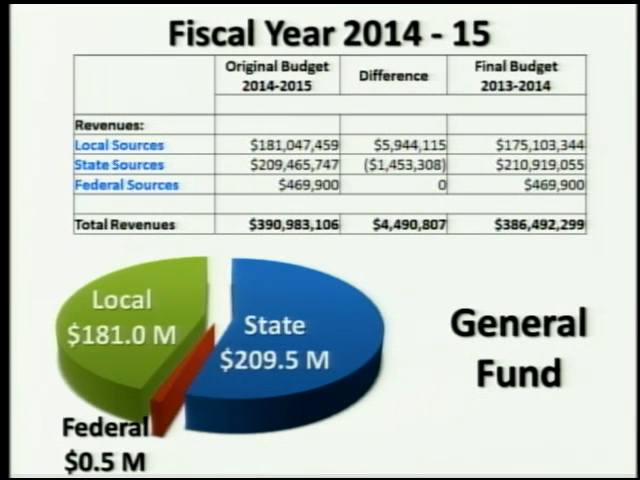 Fiscal Year 2014 - 15
Original Budget 2014-2015 Difference Final Budget 2013-2014
Revenues:
Local Sources $181,047,459 $5,944,115 $175,103,344
State Sources $209,465,747 ($1,453,308) $210,919,055
Federal Sources $469,900 0 $469,900
Total Revenues $390,983,106 $4,490,807 $386,492,299
Local
$181.0 M
State
$209.5 M
Federal
$0.5 M
General
Fund